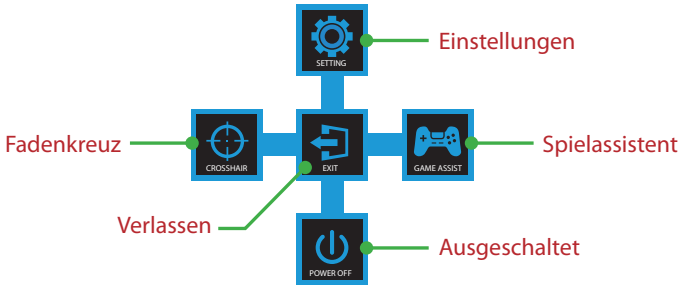 SETTING
Einstellungen
Fadenkreuz
CROSSHAIR
EXIT
GAME ASSIST
Spielassistent
Verlassen
POWER OFF
Ausgeschaltet